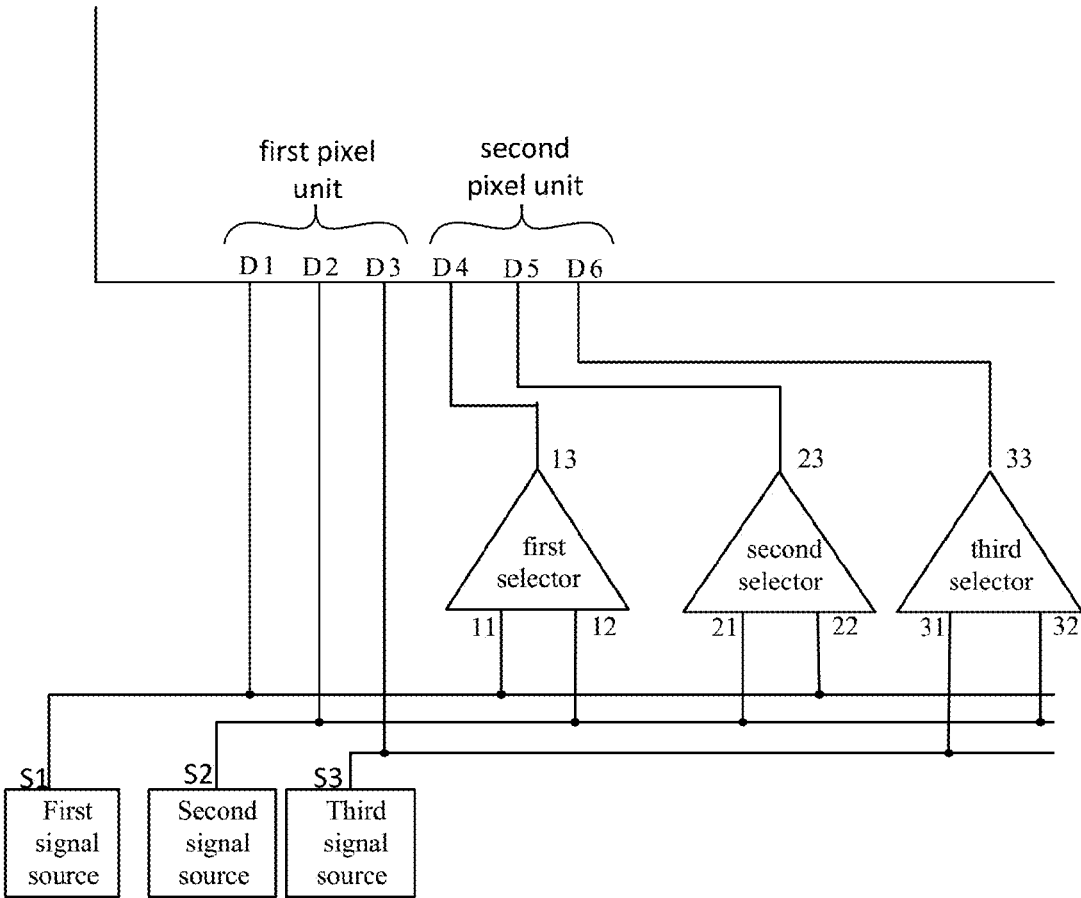 first pixel
unit
second
pixel unit
D1 D2 D3 D4 D5 D6
13
23
33
first
selector
second
selector
third
selector
11
12
21
22
31
32
S1
S2
S3
First
signal
source
Second
signal
source
Third
signal
source